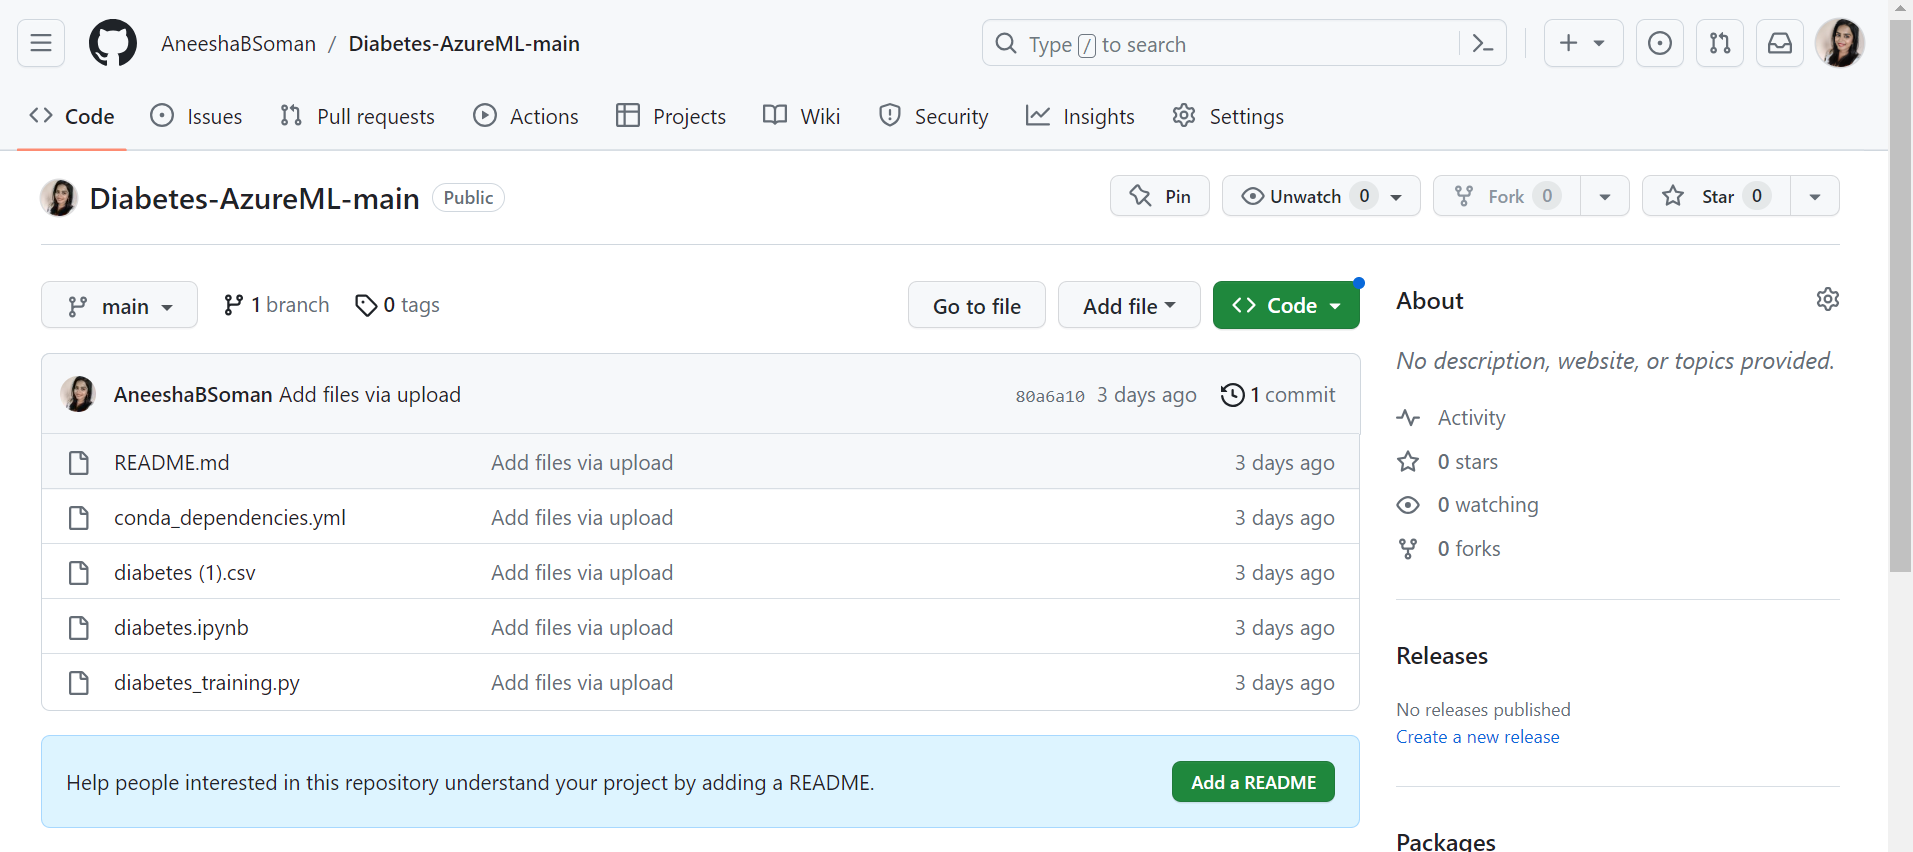 AneeshaBSoman / Diabetes-AzureML-main
Type / to search
Code Issues Pull requests Actions Projects Wiki Security Insights Settings
Diabetes-AzureML-main Public
Pin Unwatch 0 Fork 0 Star 0
main 1 branch 0 tags
Go to file Add file Code
AneeshaBSoman Add files via upload 80a6a10 3 days ago 1 commit
README.md Add files via upload 3 days ago
conda_dependencies.yml Add files via upload 3 days ago
diabetes (1).csv Add files via upload 3 days ago
diabetes.ipynb Add files via upload 3 days ago
diabetes_training.py Add files via upload 3 days ago
Help people interested in this repository understand your project by adding a README. Add a README
About
No description, website, or topics provided.
Activity
0 stars
0 watching
0 forks
Releases
No releases published
Create a new release
Packages